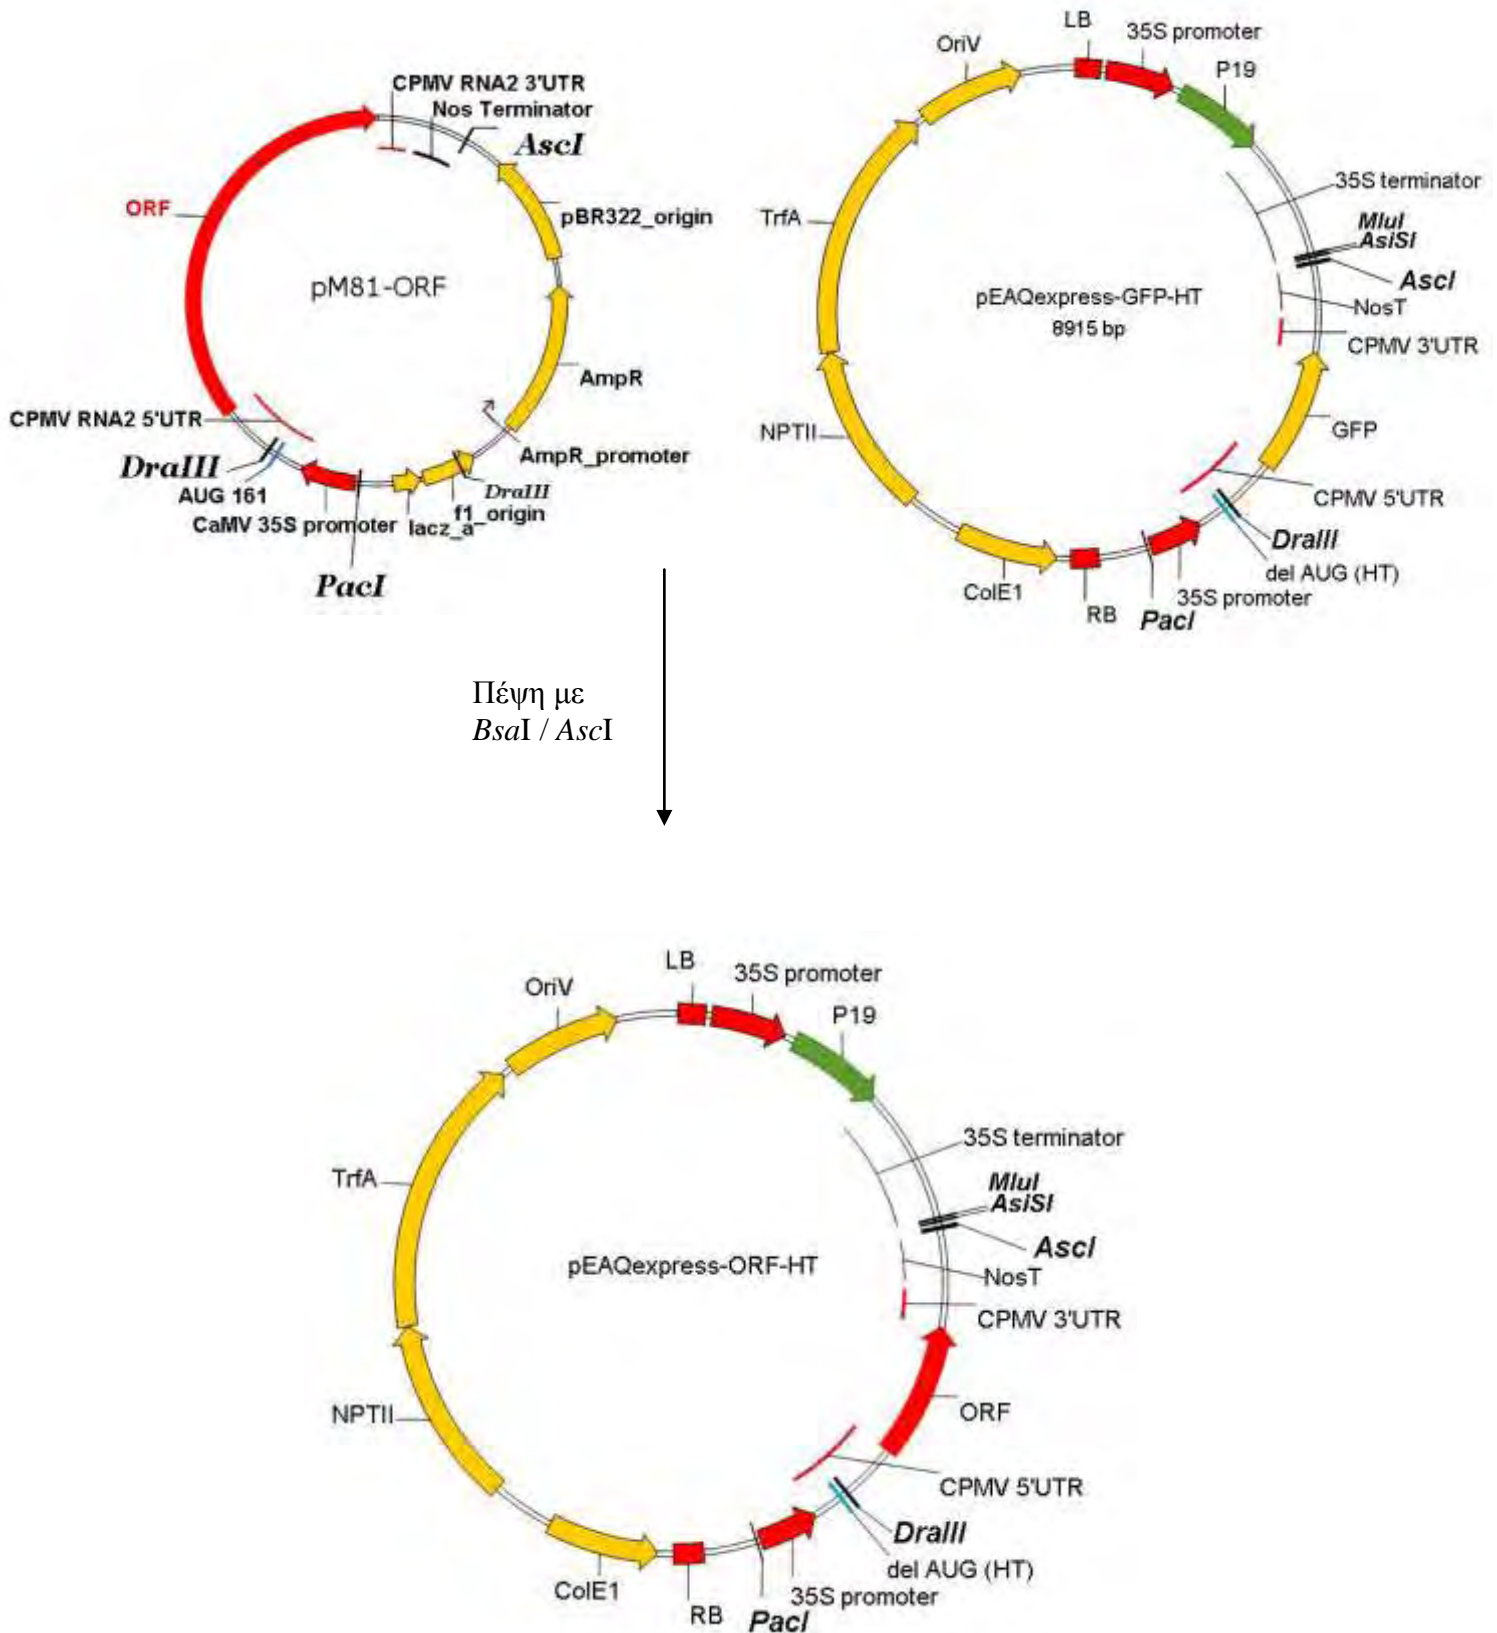 CPMV RNA2 3'UTR
Nos Terminator
AscI
ORF
pBR322_origin
pM81-ORF
AmpR
CPMV RNA2 5'UTR
AmpR_promoter
DraIII
AUG 161
DraIII
f1_origin
CaMV 35S promoter
lacz_a
PacI
LB
35S promoter
OriV
P19
35S terminator
TrfA
MluI
AsiSI
AscI
pEAQexpress-GFP-HT
8915 bp
NosT
CPMV 3'UTR
NPTII
GFP
CPMV 5'UTR
DraIII
del AUG (HT)
ColE1
35S promoter
RB
PacI
Πέψη με
BsaI / AscI
LB
35S promoter
OriV
P19
35S terminator
TrfA
MluI
AsiSI
AscI
pEAQexpress-ORF-HT
NosT
CPMV 3'UTR
NPTII
ORF
CPMV 5'UTR
DraIII
del AUG (HT)
ColE1
35S promoter
RB
PacI